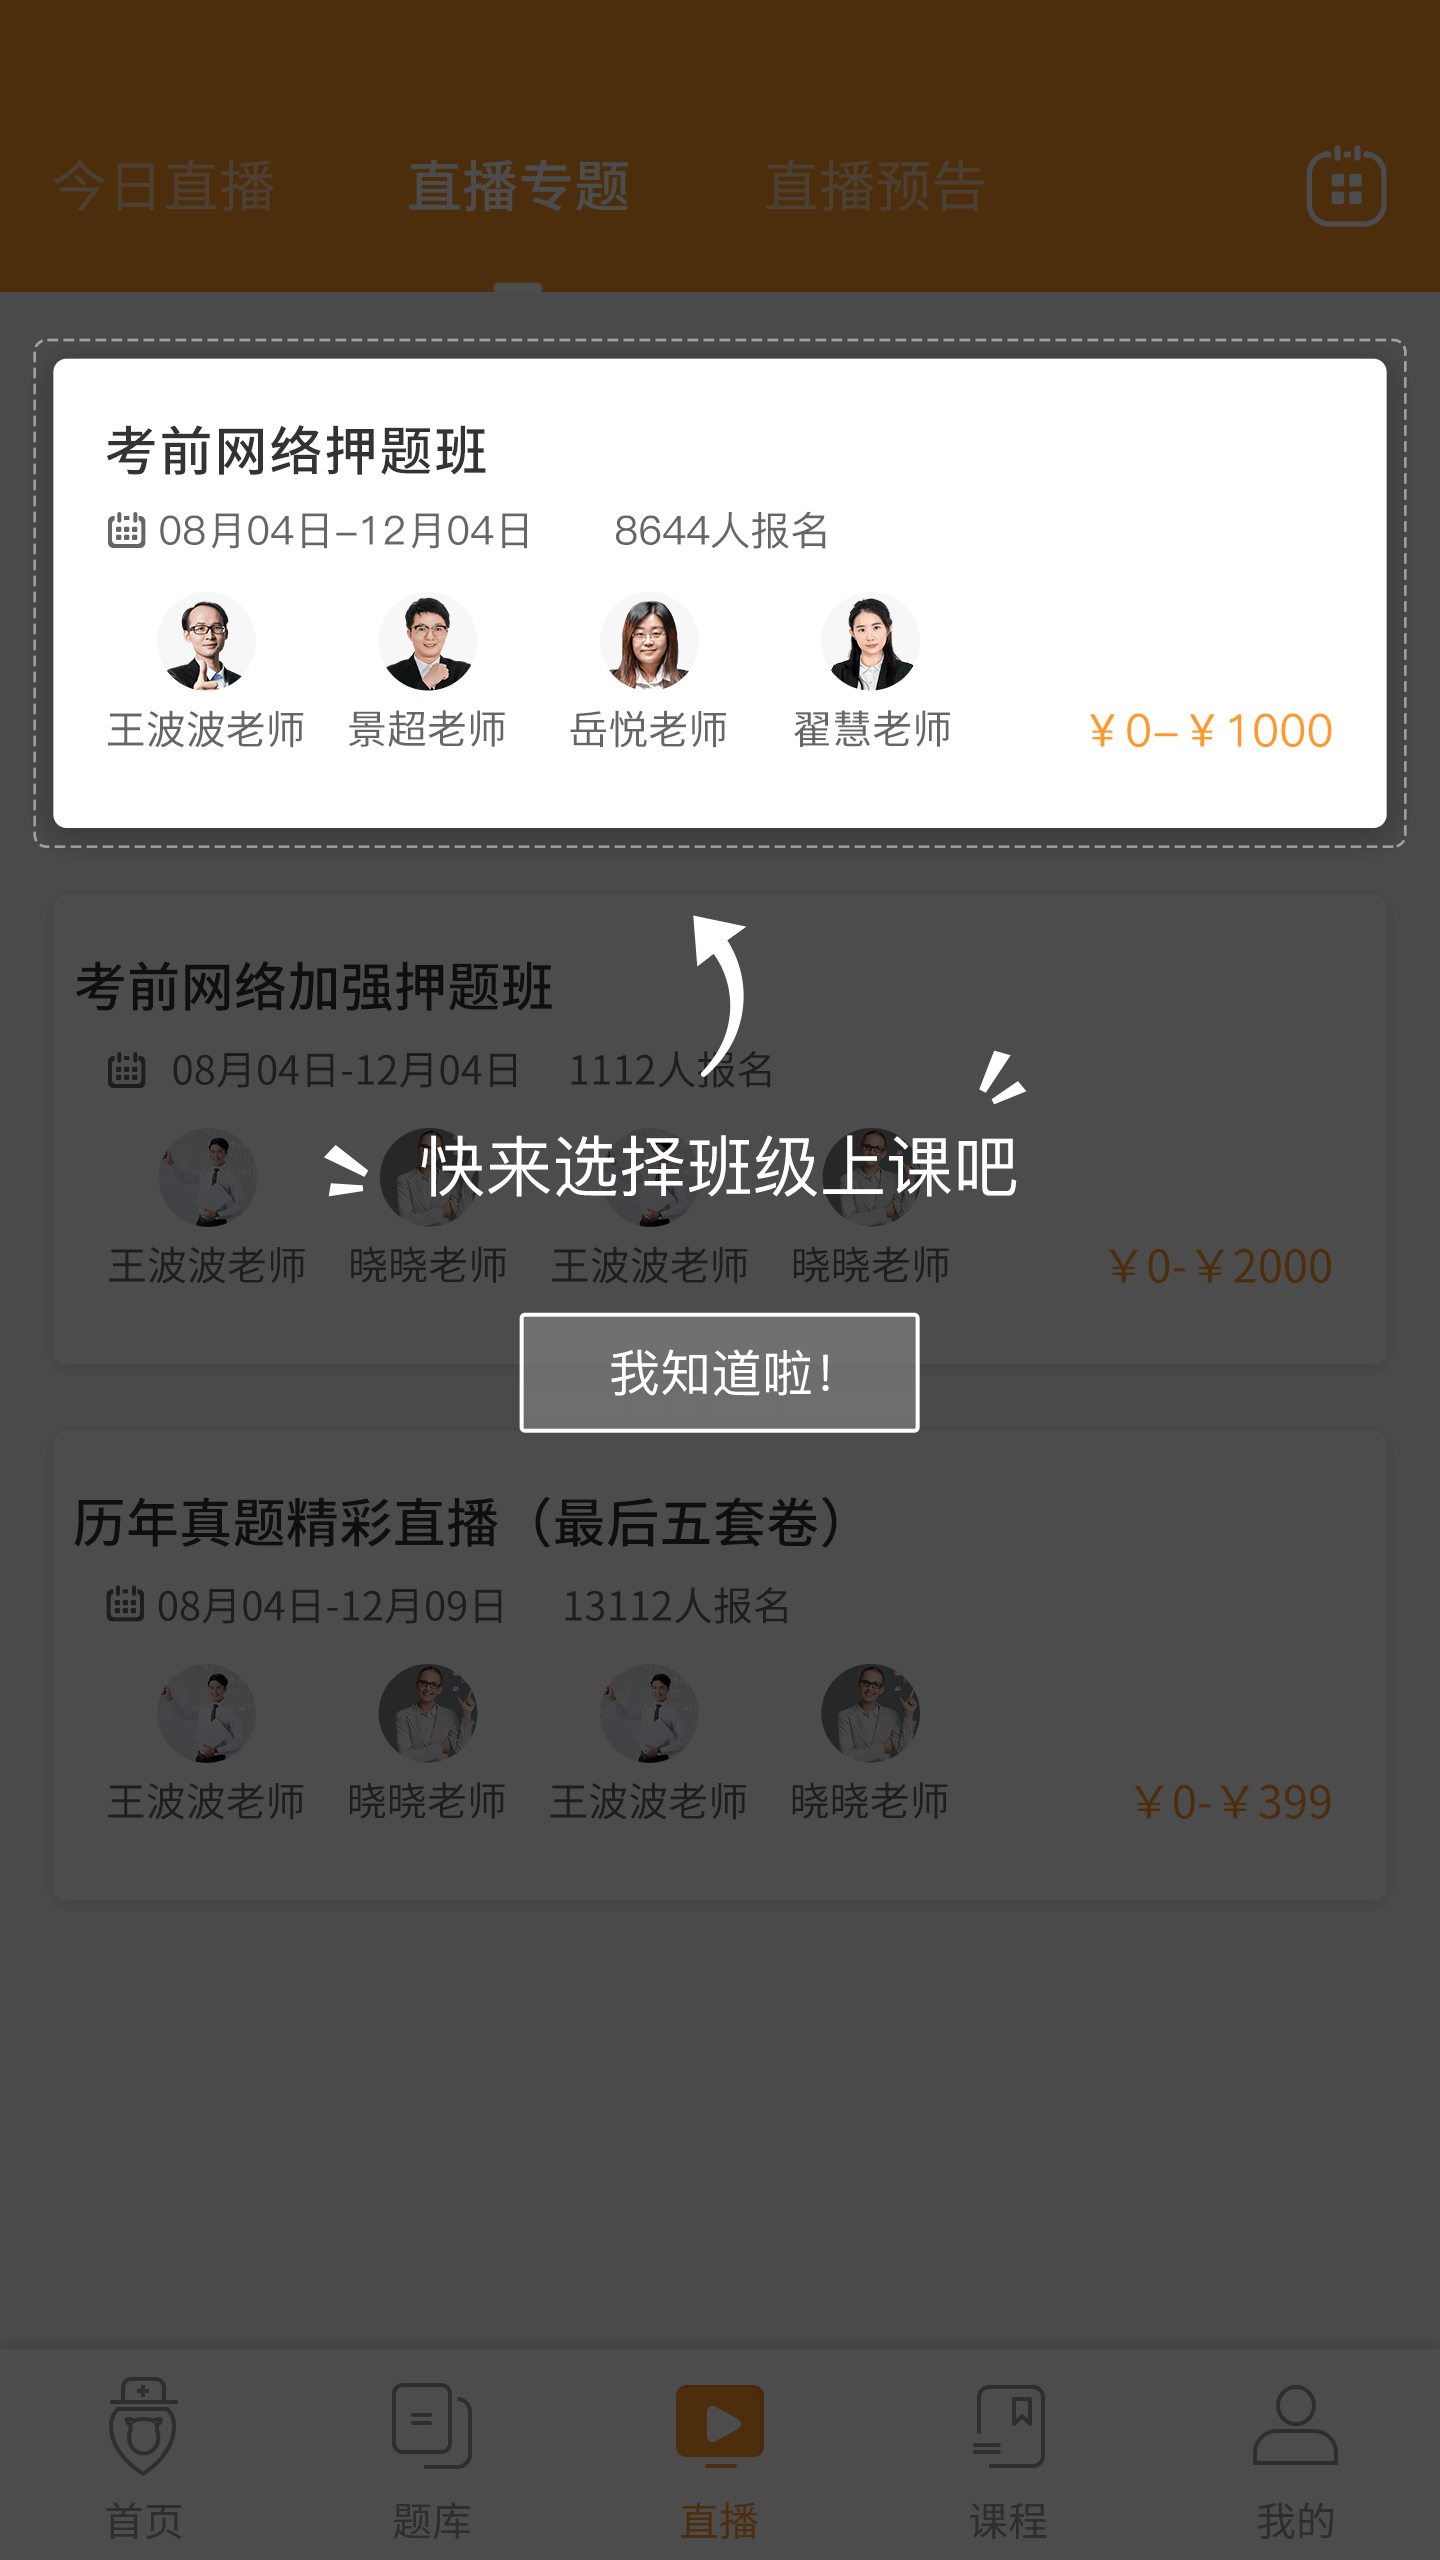 今日直播 直播专题 直播预告
考前网络押题班
08月04日–12月04日 8644人报名
王波波老师 景超老师 岳悦老师 翟慧老师 ¥0–¥1000
考前网络加强押题班
08月04日-12月04日 1112人报名
快来选择班级上课吧
王波波老师 晓晓老师 王波波老师 晓晓老师 ¥0-¥2000
我知道啦！
历年真题精彩直播（最后五套卷）
08月04日-12月09日 13112人报名
王波波老师 晓晓老师 王波波老师 晓晓老师 ¥0-¥399
首页 题库 直播 课程 我的